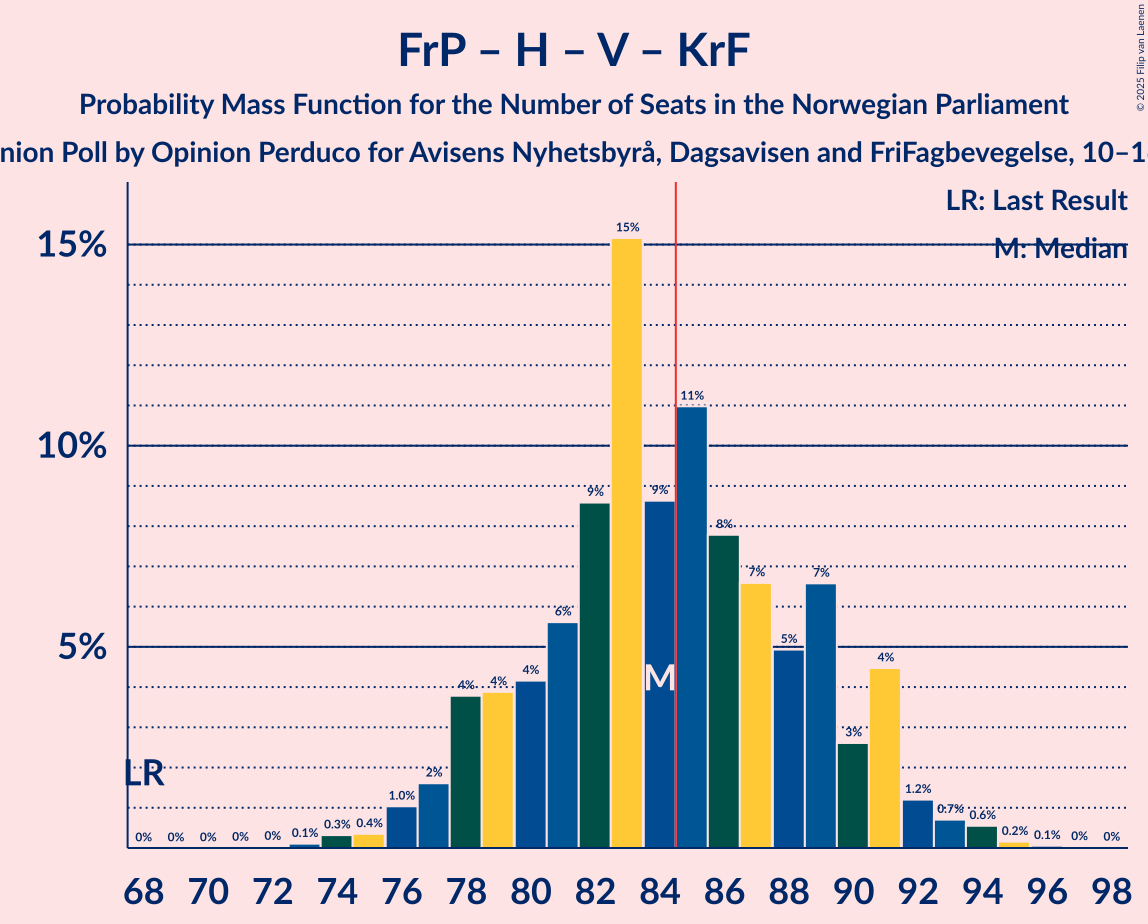 FrP – H – V – KrF
Probability Mass Function for the Number of Seats in the Norwegian Parliament
nion Poll by Opinion Perduco for Avisens Nyhetsbyrå, Dagsavisen and FriFagbevegelse, 10–1
© 2025 Filip van Laenen
LR: Last Result
M: Median
15%
10%
5%
0% 0% 0% 0% 0% 0.1% 0.3% 0.4% 1.0% 2% 4% 4% 4% 6% 9% 15% 9% 11% 8% 7% 5% 7% 3% 4% 1.2% 0.7% 0.6% 0.2% 0.1% 0% 0%
M
LR
68 70 72 74 76 78 80 82 84 86 88 90 92 94 96 98